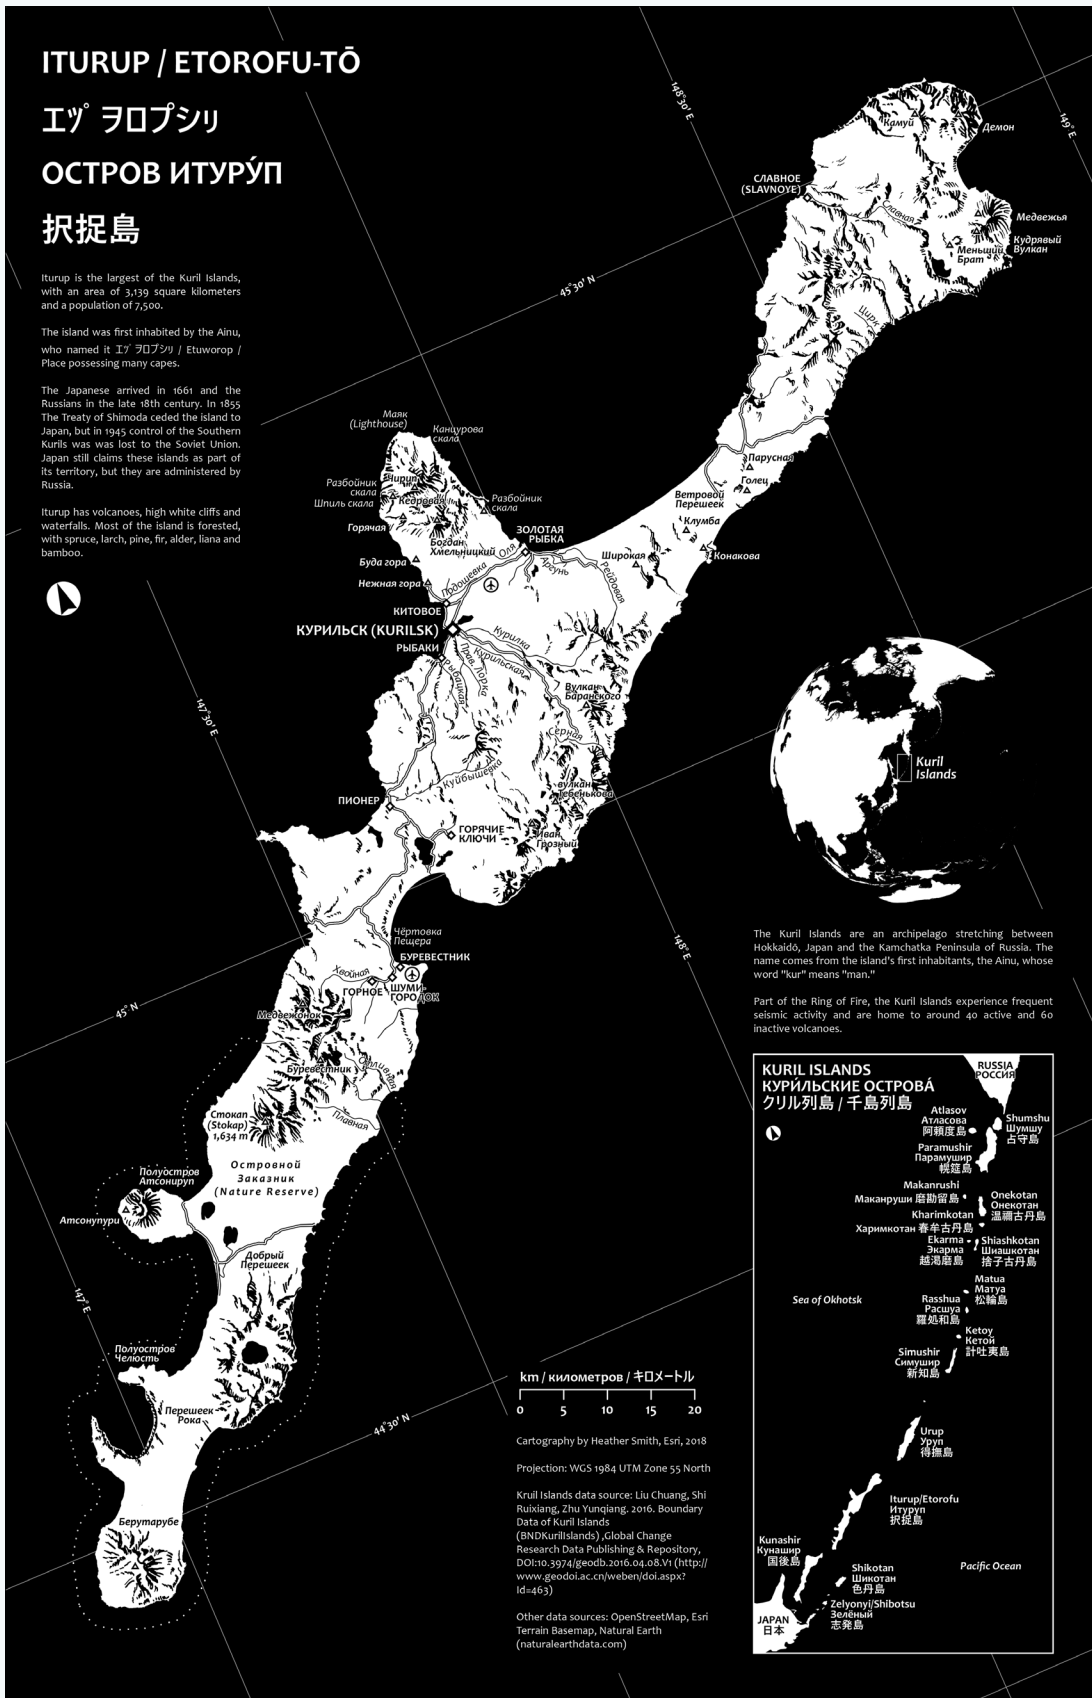 ITURUP / ETOROFU-TŌ
エツ゚ ヲロプシㇼ
ОСТРОВ ИТУРУ́П
択捉島
Iturup is the largest of the Kuril Islands,
with an area of 3,139 square kilometers
and a population of 7,500.
The island was first inhabited by the Ainu,
who named it エツ゚ ヲロプシㇼ / Etuworop /
Place possessing many capes.
The Japanese arrived in 1661 and the
Russians in the late 18th century. In 1855
The Treaty of Shimoda ceded the island to
Japan, but in 1945 control of the Southern
Kurils was was lost to the Soviet Union.
Japan still claims these islands as part of
its territory, but they are administered by
Russia.
Iturup has volcanoes, high white cliffs and
waterfalls. Most of the island is forested,
with spruce, larch, pine, fir, alder, liana and
bamboo.
148°30' E
149° E
Камуй
Демон
СЛАВНОЕ
(SLAVNOYE)
Славная
Медвежья
Кудрявый
Вулкан
Меньший
Брат
45°30' N
Цирк
Маяк
(Lighthouse)
Канцурова
скала
Чирип
Разбойник
скала
Шпиль скала
Кедровая
Разбойник
скала
Горячая
Богдан
Хмельницкий
ЗОЛОТАЯ
РЫБКА
Парусная
Голец
Ветровой
Перешеек
Клумба
Конакова
Широкая
Буда гора
Нежная гора
Подошевка
Оля
Аргунь
Рейдовая
КИТОВОЕ
КУРИЛЬСК (KURILSK)
РЫБАКИ
Курилка
Курильская
Прав. Лорка
Рыбацкая
Вулкан
Баранского
147°30' E
Серная
Куйбышевка
вулкан
Тебенькова
ПИОНЕР
ГОРЯЧИЕ
КЛЮЧИ
Иван
Грозный
Kuril
Islands
148° E
Чёртовка
Пещера
БУРЕВЕСТНИК
Хвойная
ГОРНОЕ
ШУМИ-
ГОРОДОК
45° N
Медвежонок
Буревестник
Отливная
Стокап
(Stokap)
1,634 m
Плавная
Островной
Заказник
(Nature Reserve)
Полуостров
Атсонируп
Атсонупури
Добрый
Перешеек
147° E
Полуостров
Челюсть
Перешеек
Рока
44°30' N
Берутарубе
The Kuril Islands are an archipelago stretching between
Hokkaidō, Japan and the Kamchatka Peninsula of Russia. The
name comes from the island's first inhabitants, the Ainu, whose
word "kur" means "man."
Part of the Ring of Fire, the Kuril Islands experience frequent
seismic activity and are home to around 40 active and 60
inactive volcanoes.
km / километров / キロメートル
0 5 10 15 20
Cartography by Heather Smith, Esri, 2018
Projection: WGS 1984 UTM Zone 55 North
Kruil Islands data source: Liu Chuang, Shi
Ruixiang, Zhu Yunqiang. 2016. Boundary
Data of Kuril Islands
(BNDKurilIslands) ,Global Change
Research Data Publishing & Repository,
DOI:10.3974/geodb.2016.04.08.V1 (http://
www.geodoi.ac.cn/weben/doi.aspx?
Id=463)
Other data sources: OpenStreetMap, Esri
Terrain Basemap, Natural Earth
(naturalearthdata.com)
KURIL ISLANDS
КУРИ́ЛЬСКИЕ ОСТРОВА́
クリル列島 / 千島列島
RUSSIA
РОССИЯ
Atlasov
Атласова
阿頼度島
Shumshu
Шумшу
占守島
Paramushir
Парамушир
幌筵島
Makanrushi
Маканруши 磨勘留島
Onekotan
Онекотан
温禰古丹島
Kharimkotan
Харимкотан 春牟古丹島
Ekarma
Экарма
越渇磨島
Shiashkotan
Шиашкотан
捨子古丹島
Matua
Матуа
松輪島
Sea of Okhotsk
Rasshua
Расшуа
羅処和島
Ketoy
Кетой
計吐夷島
Simushir
Симушир
新知島
Urup
Уруп
得撫島
Iturup/Etorofu
Итуруп
択捉島
Kunashir
Кунашир
国後島
Shikotan
Шикотан
色丹島
Pacific Ocean
Zelyonyi/Shibotsu
Зелёный
志発島
JAPAN
日本